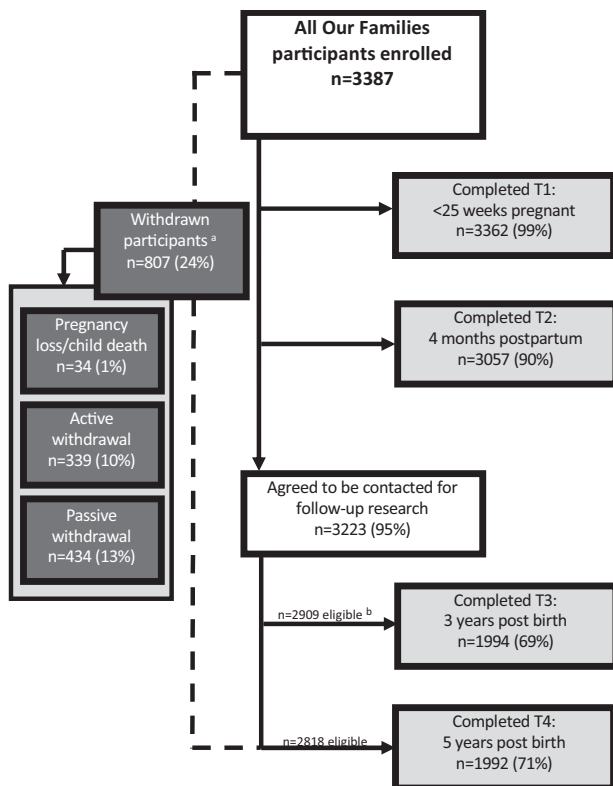 All Our Families
participants enrolled
n=3387
Completed T1:
<25 weeks pregnant
n=3362 (99%)
Withdrawn
participants a
n=807 (24%)
Pregnancy
loss/child death
n=34 (1%)
Active
withdrawal
n=339 (10%)
Passive
withdrawal
n=434 (13%)
Completed T2:
4 months postpartum
n=3057 (90%)
Agreed to be contacted for
follow-up research
n=3223 (95%)
n=2909 eligible b
Completed T3:
3 years post birth
n=1994 (69%)
n=2818 eligible
Completed T4:
5 years post birth
n=1992 (71%)